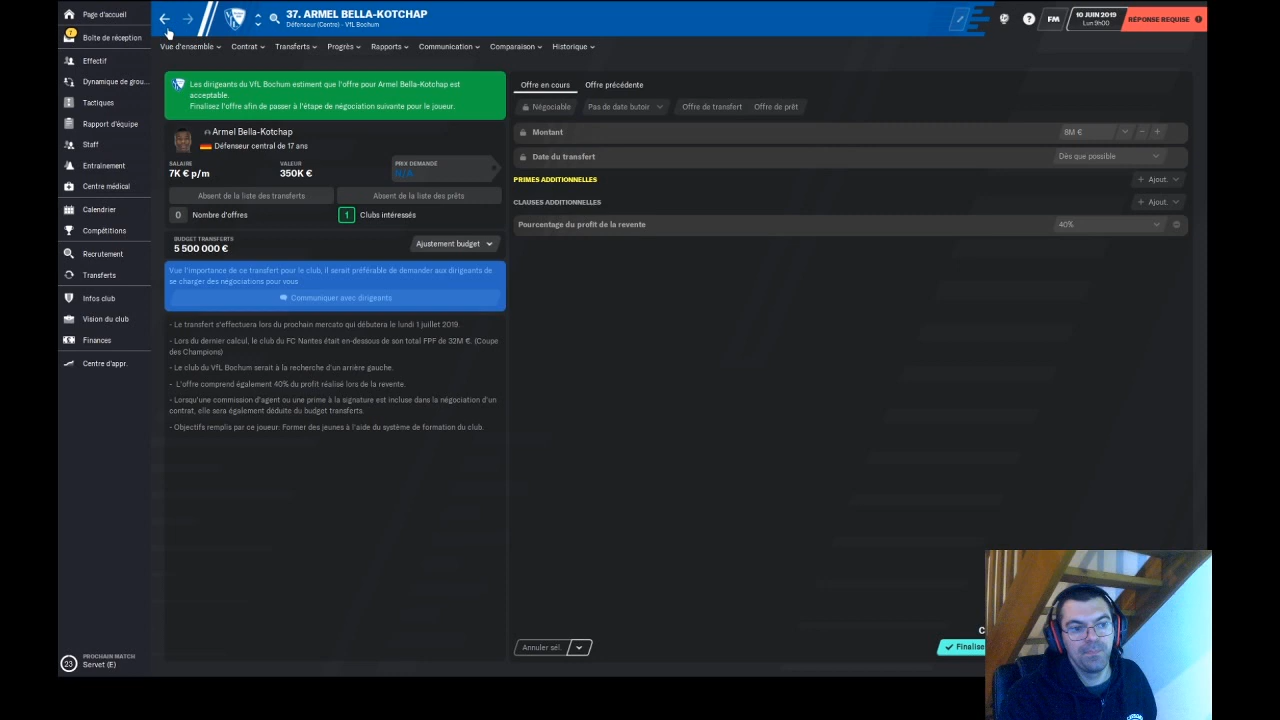 Page d'accueil
7
Boîte de réception
Effectif
Dynamique de grou...
Tactiques
Rapport d'équipe
Staff
Entraînement
Centre médical
Calendrier
Compétitions
Recrutement
Transferts
Infos club
Vision du club
Finances
Centre d'appr.
23
PROCHAIN MATCH
Servet (E)
37. ARMEL BELLA-KOTCHAP
Défenseur (Centre) - VfL Bochum
FM
10 JUIN 2019
Lun 9h00
RÉPONSE REQUISE
Vue d'ensemble
Contrat
Transferts
Progrès
Rapports
Communication
Comparaison
Historique
Les dirigeants du VfL Bochum estiment que l'offre pour Armel Bella-Kotchap est
acceptable.
Finalisez l'offre afin de passer à l'étape de négociation suivante pour le joueur.
Armel Bella-Kotchap
Défenseur central de 17 ans
SALAIRE
7K € p/m
VALEUR
350K €
PRIX DEMANDÉ
N/A
Absent de la liste des transferts
Absent de la liste des prêts
0 Nombre d'offres
1 Clubs intéressés
BUDGET TRANSFERTS
5 500 000 €
Ajustement budget
Vue l'importance de ce transfert pour le club, il serait préférable de demander aux dirigeants de
se charger des négociations pour vous
Communiquer avec dirigeants
- Le transfert s'effectuera lors du prochain mercato qui débutera le lundi 1 juillet 2019.
- Lors du dernier calcul, le club du FC Nantes était en-dessous de son total FPF de 32M €. (Coupe
des Champions)
- Le club du VfL Bochum serait à la recherche d'un arrière gauche.
- L'offre comprend également 40% du profit réalisé lors de la revente.
- Lorsqu'une commission d'agent ou une prime à la signature est incluse dans la négociation d'un
contrat, elle sera également déduite du budget transferts.
- Objectifs remplis par ce joueur: Former des jeunes à l'aide du système de formation du club.
Offre en cours
Offre précédente
Négociable
Pas de date butoir
Offre de transfert
Offre de prêt
Montant
8M €
Date du transfert
Dès que possible
PRIMES ADDITIONNELLES
+ Ajout.
CLAUSES ADDITIONNELLES
+ Ajout.
Pourcentage du profit de la revente
40%
Annuler sél.
C
Finalise